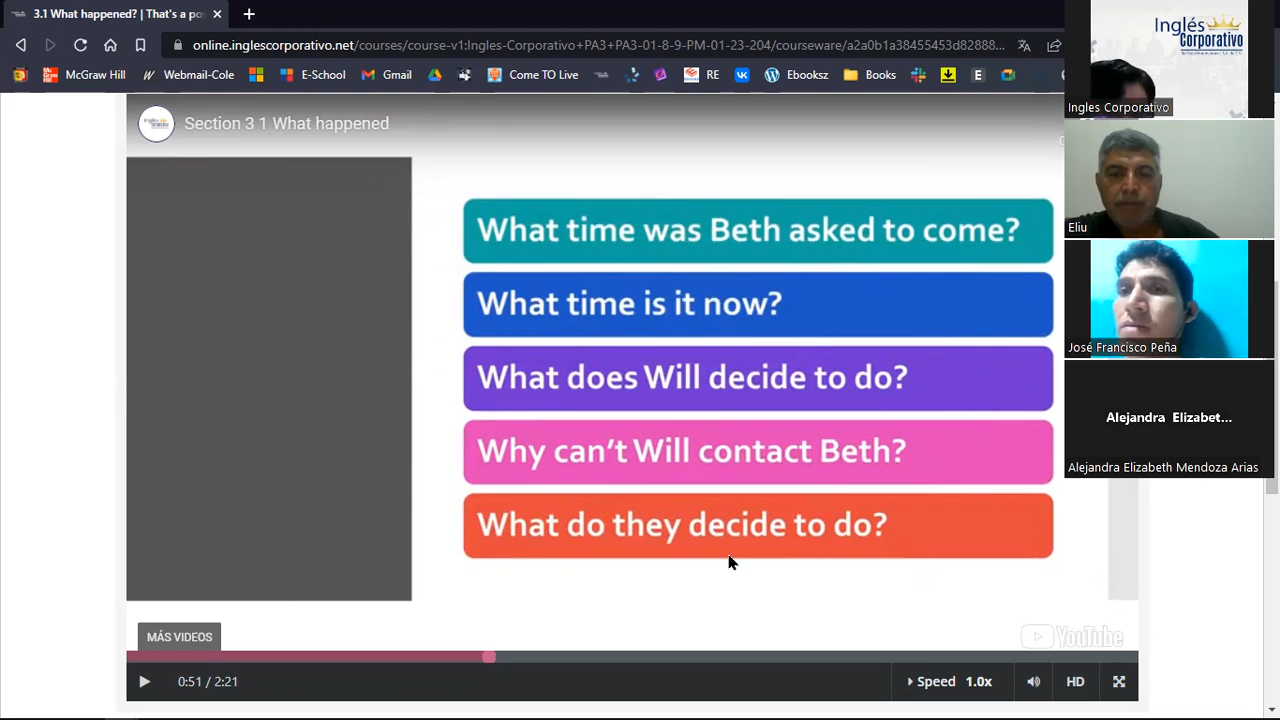 3.1 What happened? | That's a po
online.inglescorporativo.net/courses/course-v1:Ingles-Corporativo+PA3+PA3-01-8-9-PM-01-23-204/courseware/a2a0b1a38455453d82888...
McGraw Hill
Webmail-Cole
E-School
Gmail
Come TO Live
RE
Ebooksz
Books
E
Section 3 1 What happened
What time was Beth asked to come?
What time is it now?
What does Will decide to do?
Why can't Will contact Beth?
What do they decide to do?
MÁS VIDEOS
YouTube
0:51 / 2:21
Speed 1.0x
HD
Inglés
Corporativo
Ingles Corporativo
Eliu
José Francisco Peña
Alejandra Elizabet...
Alejandra Elizabeth Mendoza Arias